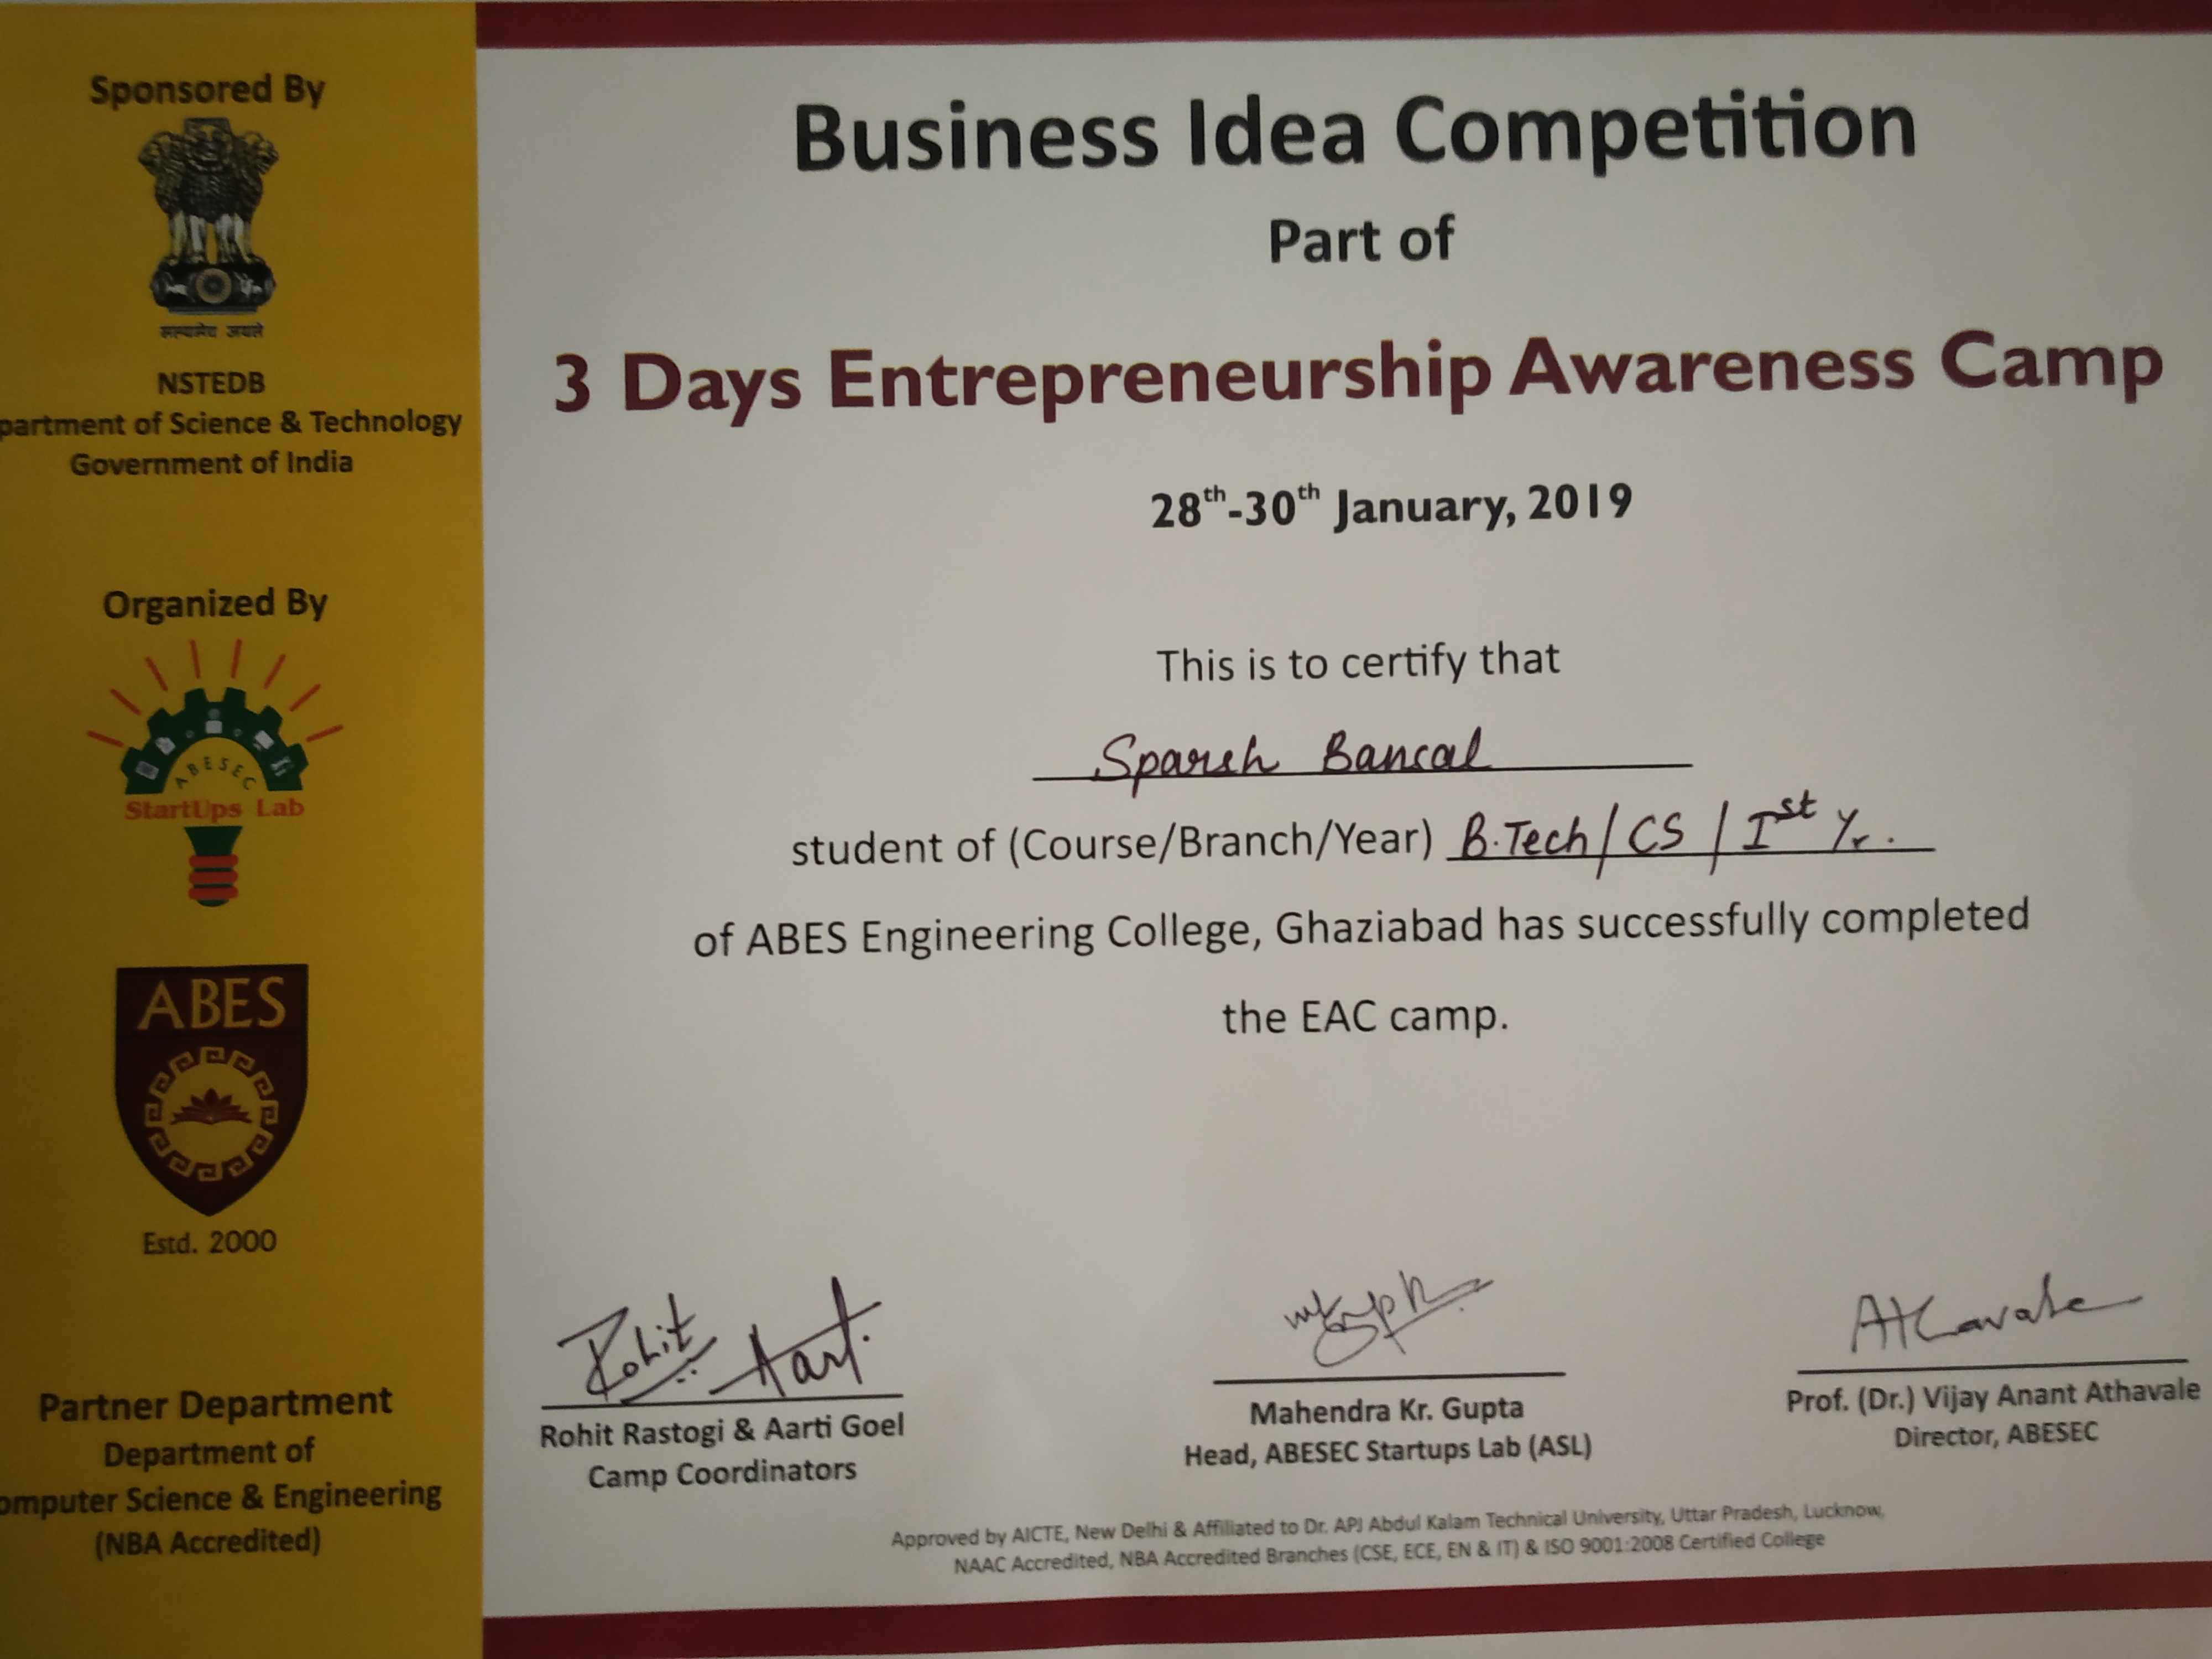 Sponsored By
सत्यमेव जयते
NSTEDB
partment of Science & Technology
Government of India
Organized By
ABESEC
StartUps Lab
ABES
Estd. 2000
Partner Department
Department of
omputer Science & Engineering
(NBA Accredited)
Business Idea Competition
Part of
3 Days Entrepreneurship Awareness Camp
28th-30th January, 2019
This is to certify that
Sparsh Bansal
student of (Course/Branch/Year) B.Tech/CS/Ist Yr.
of ABES Engineering College, Ghaziabad has successfully completed
the EAC camp.
Rohit Aarti
Rohit Rastogi & Aarti Goel
Camp Coordinators
Mahendra Kr. Gupta
Head, ABESEC Startups Lab (ASL)
Athavale
Prof. (Dr.) Vijay Anant Athavale
Director, ABESEC
Approved by AICTE, New Delhi & Affiliated to Dr. APJ Abdul Kalam Technical University, Uttar Pradesh, Lucknow,
NAAC Accredited, NBA Accredited Branches (CSE, ECE, EN & IT) & ISO 9001:2008 Certified College